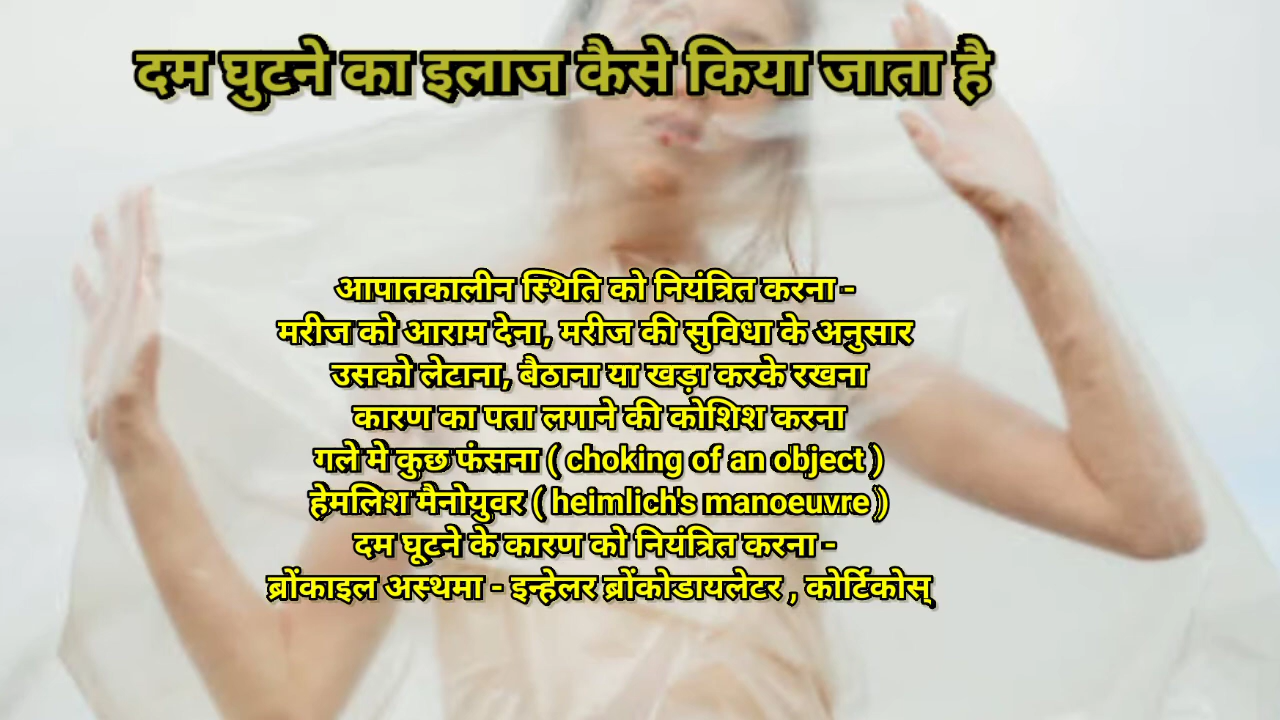 दम घुटने का इलाज कैसे किया जाता है
आपातकालीन स्थिति को नियंत्रित करना -
मरीज को आराम देना, मरीज की सुविधा के अनुसार
उसको लेटाना, बैठाना या खड़ा करके रखना
कारण का पता लगाने की कोशिश करना
गले मे कुछ फंसना ( choking of an object )
हेमलिश मैनोयुवर ( heimlich's manoeuvre )
दम घूटने के कारण को नियंत्रित करना -
ब्रोंकाइल अस्थमा - इन्हेलर ब्रोंकोडायलेटर , कोर्टिकोस्